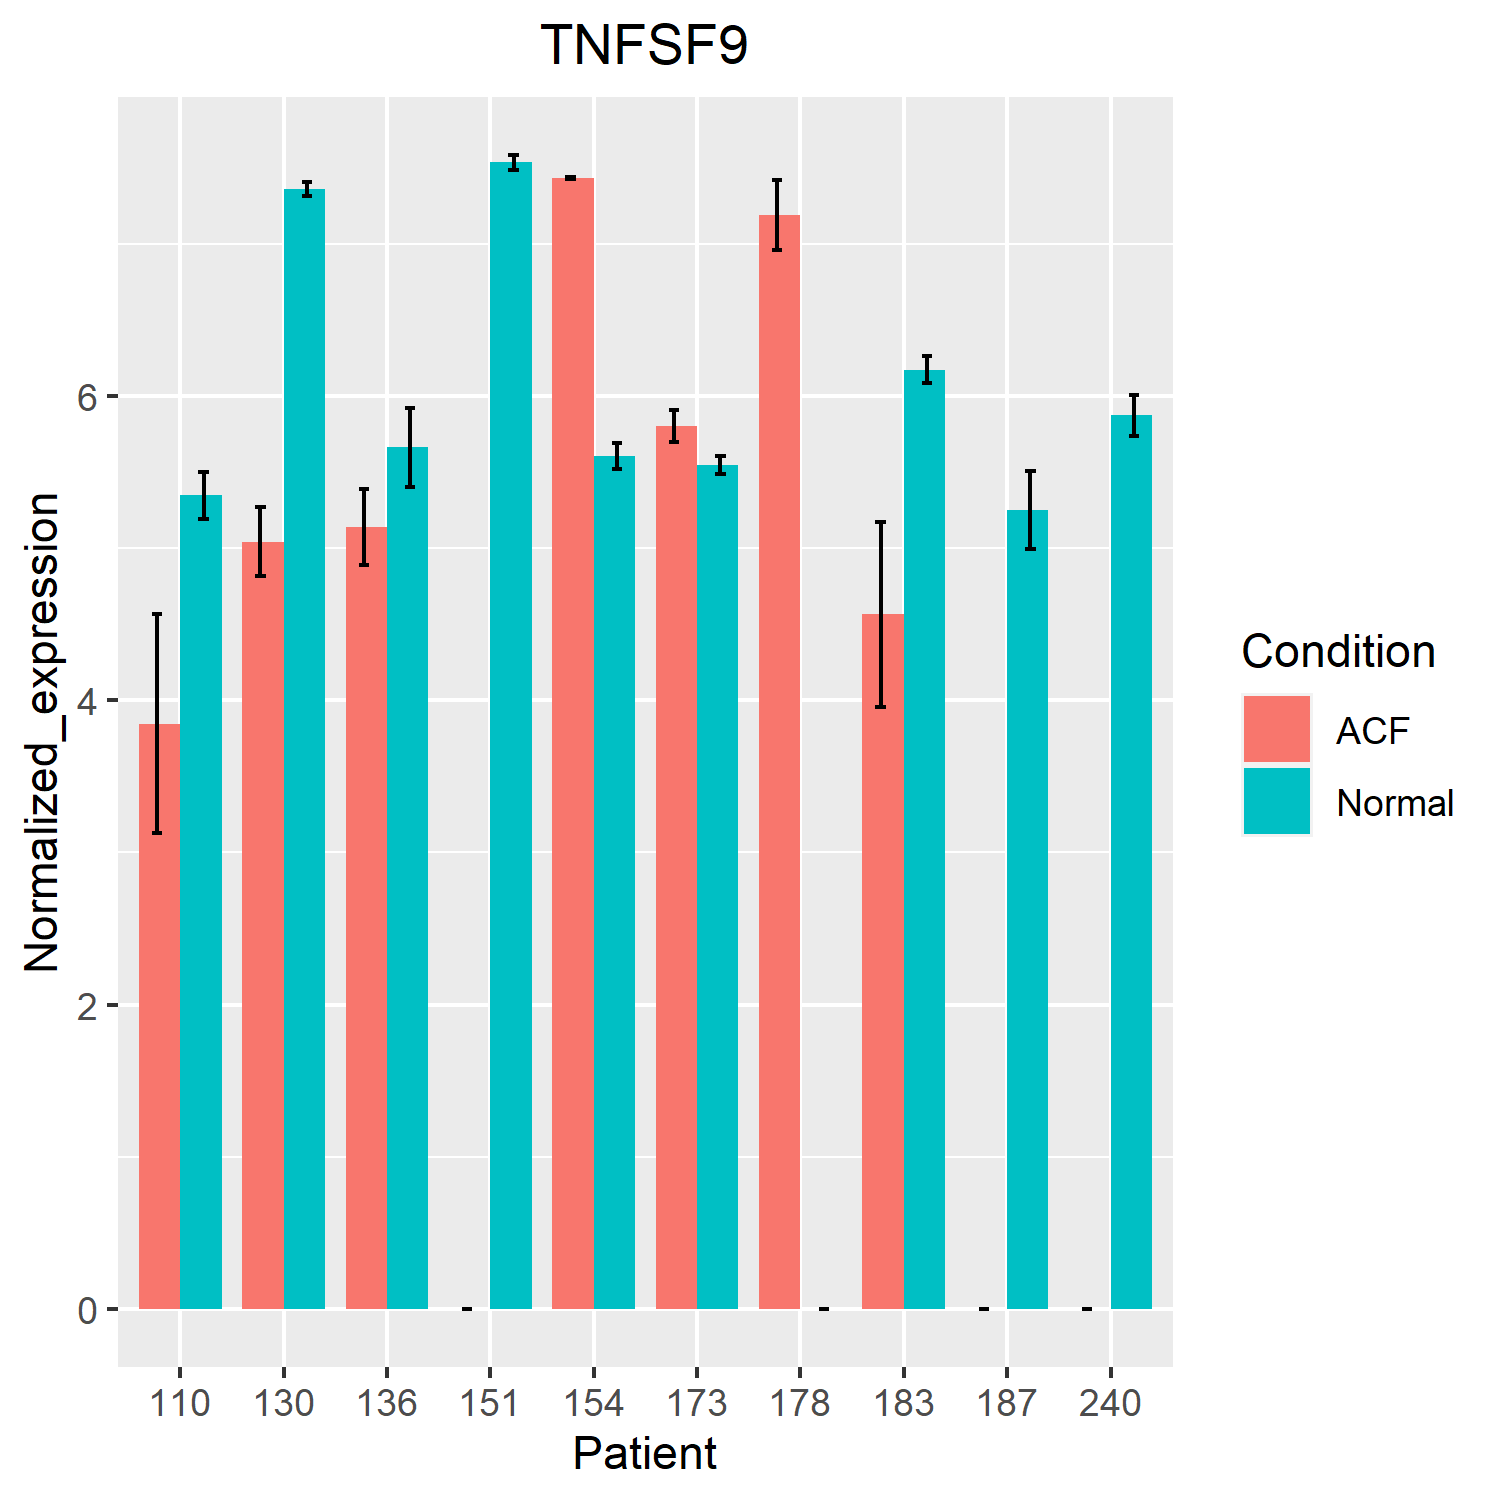 TNFSF9
Normalized_expression
6
4
2
0
110 130 136 151 154 173 178 183 187 240
Patient
Condition
ACF
Normal